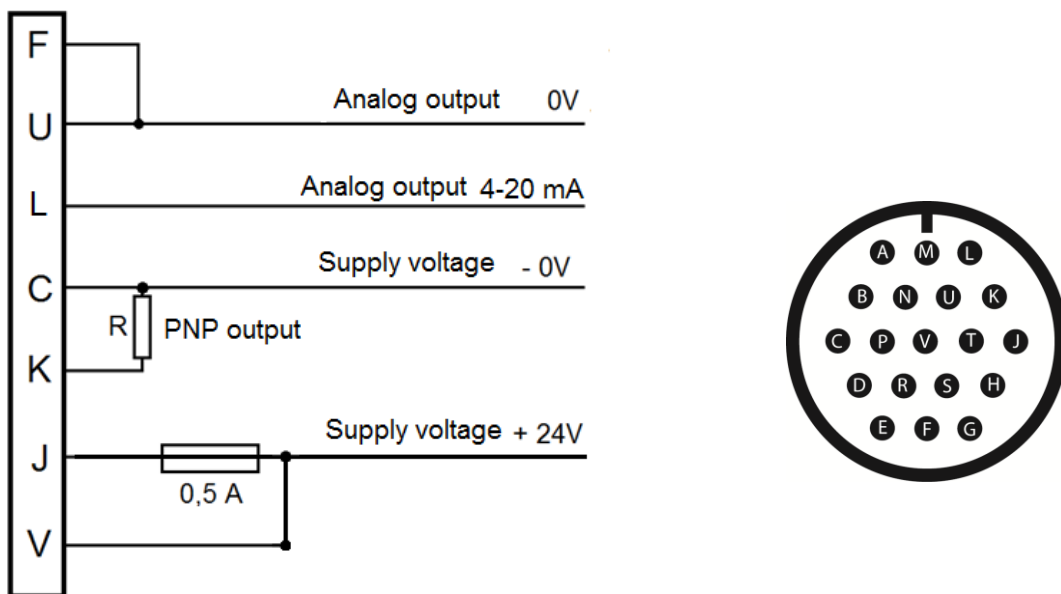 F
Analog output 0V
U
Analog output 4-20 mA
L
Supply voltage - 0V
C
R PNP output
K
Supply voltage + 24V
J
0,5 A
V
A M L
B N U K
C P V T J
D R S H
E F G